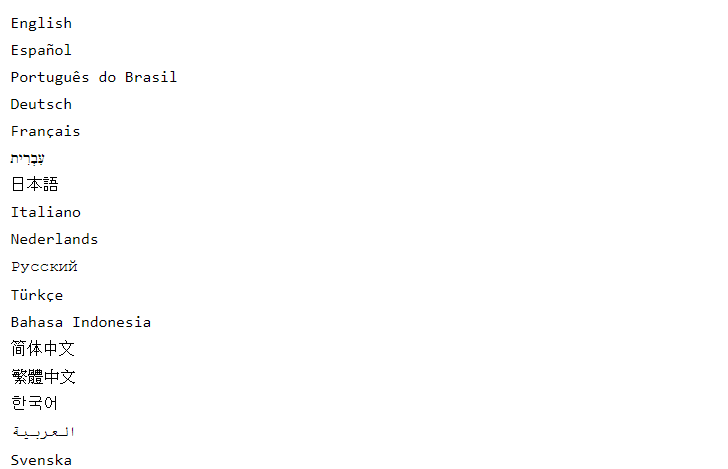 English
Español
Português do Brasil
Deutsch
Français
עִבְרִית
日本語
Italiano
Nederlands
Русский
Türkçe
Bahasa Indonesia
简体中文
繁體中文
한국어
العربية
Svenska